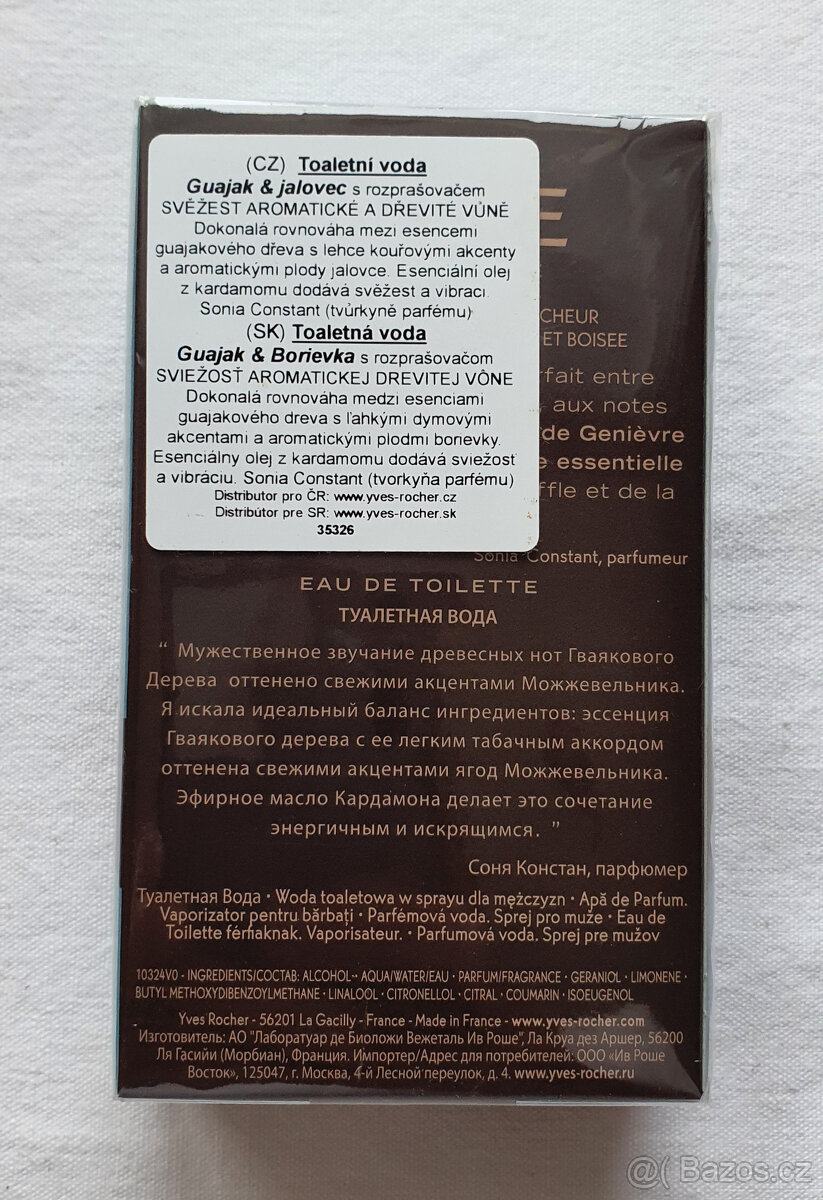 (CZ) Toaletní voda
Guajak & jalovec s rozprašovačem
SVĚŽEST AROMATICKÉ A DŘEVITÉ VŮNĚ
Dokonalá rovnováha mezi esencemi
guajakového dřeva s lehce kouřovými akcenty
a aromatickými plody jalovce. Esenciální olej
z kardamomu dodává svěžest a vibraci.
Sonia Constant (tvůrkyně parfému)
(SK) Toaletná voda
Guajak & Borievka s rozprašovačom
SVIEŽOSŤ AROMATICKEJ DREVITEJ VÔNE
Dokonalá rovnováha medzi esenciami
guajakového dreva s ľahkými dymovými
akcentami a aromatickými plodmi borievky.
Esenciálny olej z kardamomu dodáva sviežosť
a vibráciu. Sonia Constant (tvorkyňa parfému)
Distributor pro ČR: www.yves-rocher.cz
Distribútor pre SR: www.yves-rocher.sk
35326
E
CHEUR
ET BOISEE
rfait entre
, aux notes
de Genièvre
e essentielle
ffle et de la
Sonia Constant, parfumeur
EAU DE TOILETTE
ТУАЛЕТНАЯ ВОДА
“ Мужественное звучание древесных нот Гваякового
Дерева оттенено свежими акцентами Можжевельника.
Я искала идеальный баланс ингредиентов: эссенция
Гваякового дерева с ее легким табачным аккордом
оттенена свежими акцентами ягод Можжевельника.
Эфирное масло Кардамона делает это сочетание
энергичным и искрящимся. ”
Соня Констан, парфюмер
Туалетная Вода · Woda toaletowa w sprayu dla mężczyzn · Apă de Parfum.
Vaporizator pentru bărbați · Parfémová voda. Sprej pro muže · Eau de
Toilette férfiaknak. Vaporisateur. · Parfumová voda. Sprej pre mužov
10324V0 - INGREDIENTS/СОСТАВ: ALCOHOL · AQUA/WATER/EAU · PARFUM/FRAGRANCE · GERANIOL · LIMONENE ·
BUTYL METHOXYDIBENZOYLMETHANE · LINALOOL · CITRONELLOL · CITRAL · COUMARIN · ISOEUGENOL
Yves Rocher - 56201 La Gacilly - France - Made in France - www.yves-rocher.com
Изготовитель: АО "Лаборатуар де Биоложи Вежеталь Ив Роше", Ла Круа дез Аршер, 56200
Ля Гасийи (Морбиан), Франция. Импортер/Адрес для потребителей: ООО «Ив Роше
Восток», 125047, г. Москва, 4-й Лесной переулок, д. 4. www.yves-rocher.ru
@( Bazos.cz